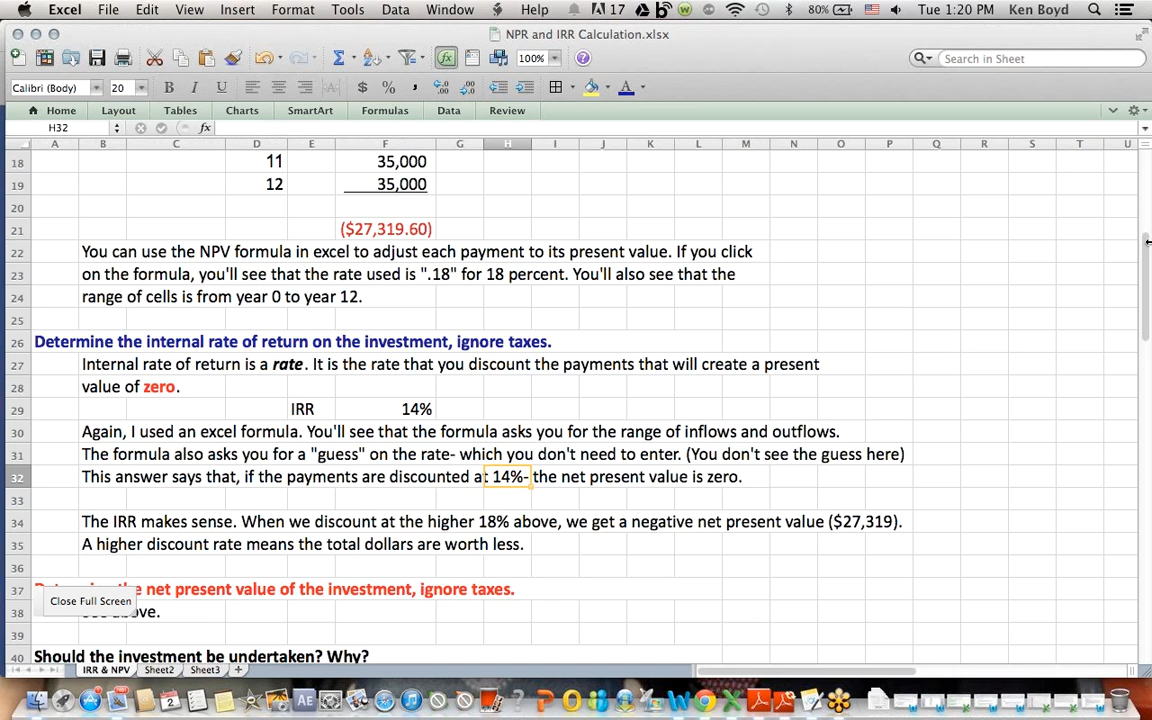 Excel File Edit View Insert Format Tools Data Window Help 17 80% Tue 1:20 PM Ken Boyd
NPR and IRR Calculation.xlsx
100% Search in Sheet
Calibri (Body) 20 B I U $ %
Home Layout Tables Charts SmartArt Formulas Data Review
H32 fx
A B C D E F G H I J K L M N O P Q R S T U
18 11 35,000
19 12 35,000
20
21 ($27,319.60)
22 You can use the NPV formula in excel to adjust each payment to its present value. If you click
23 on the formula, you'll see that the rate used is ".18" for 18 percent. You'll also see that the
24 range of cells is from year 0 to year 12.
25
26 Determine the internal rate of return on the investment, ignore taxes.
27 Internal rate of return is a rate. It is the rate that you discount the payments that will create a present
28 value of zero.
29 IRR 14%
30 Again, I used an excel formula. You'll see that the formula asks you for the range of inflows and outflows.
31 The formula also asks you for a "guess" on the rate- which you don't need to enter. (You don't see the guess here)
32 This answer says that, if the payments are discounted at 14%- the net present value is zero.
33
34 The IRR makes sense. When we discount at the higher 18% above, we get a negative net present value ($27,319).
35 A higher discount rate means the total dollars are worth less.
36
37 net present value of the investment, ignore taxes.
Close Full Screen
38
39
40 Should the investment be undertaken? Why?
IRR & NPV Sheet2 Sheet3